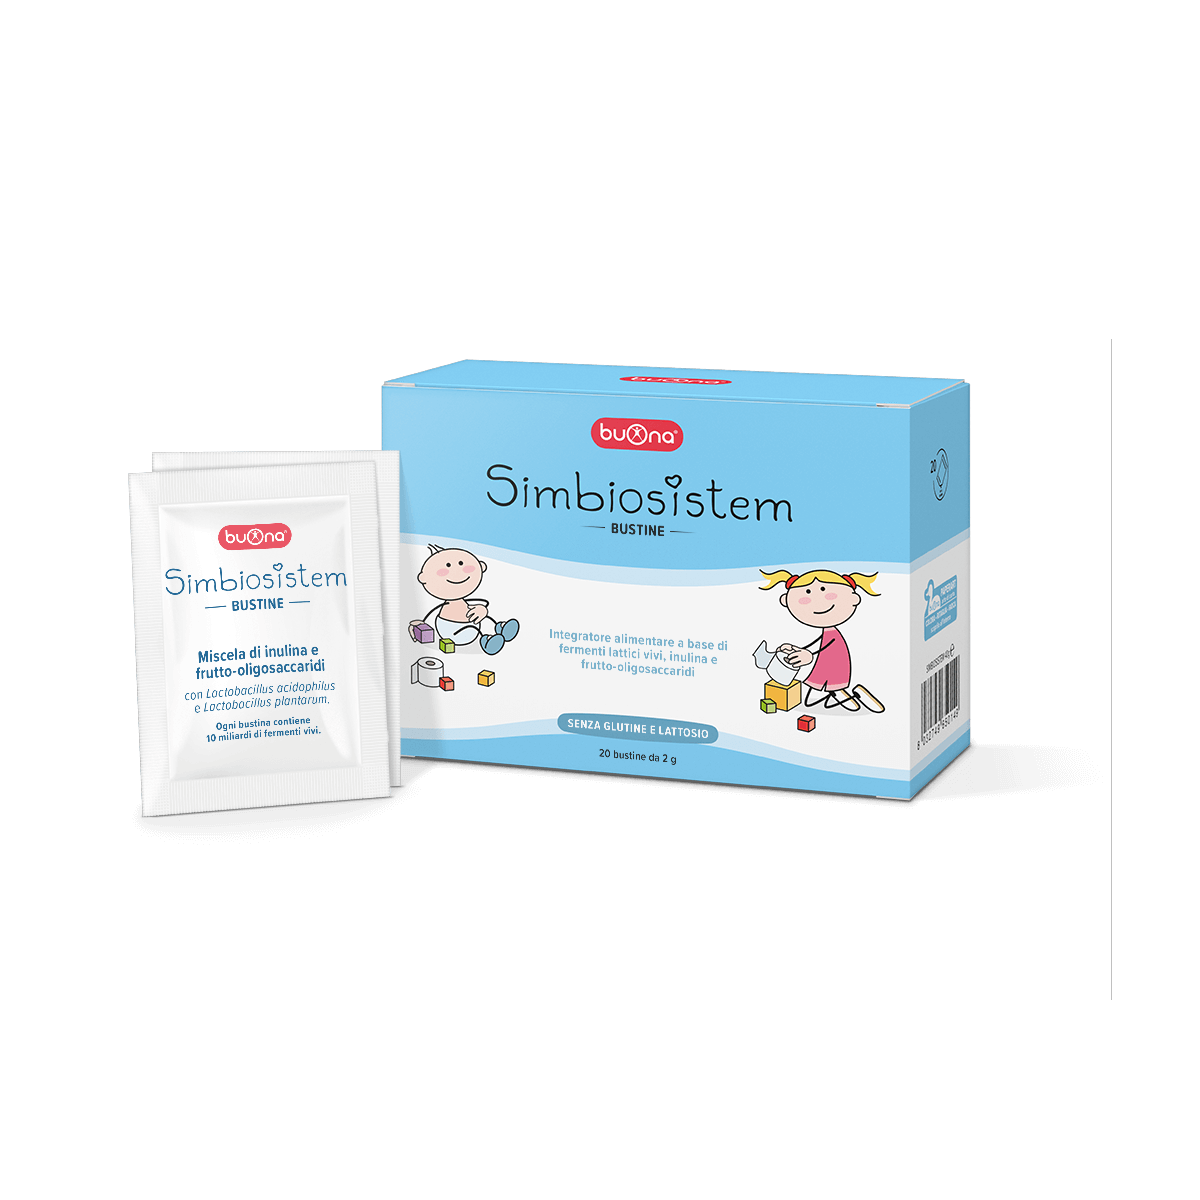 buona®
Simbiosistem
BUSTINE
Miscela di inulina e
frutto-oligosaccaridi
con Lactobacillus acidophilus
e Lactobacillus plantarum.
Ogni bustina contiene
10 miliardi di fermenti vivi.
buona
buona®
Simbiosistem
BUSTINE
Integratore alimentare a base di
fermenti lattici vivi, inulina e
frutto-oligosaccaridi
SENZA GLUTINE E LATTOSIO
20 bustine da 2 g
20